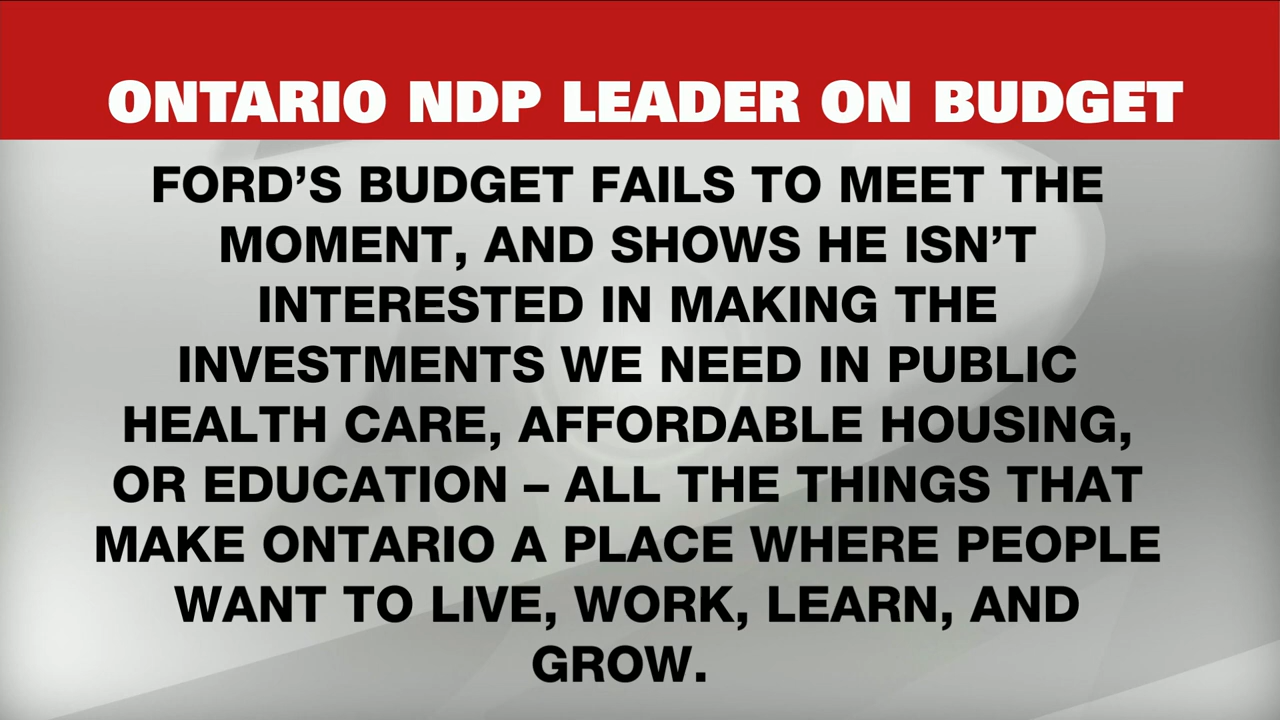 ONTARIO NDP LEADER ON BUDGET
FORD’S BUDGET FAILS TO MEET THE
MOMENT, AND SHOWS HE ISN’T
INTERESTED IN MAKING THE
INVESTMENTS WE NEED IN PUBLIC
HEALTH CARE, AFFORDABLE HOUSING,
OR EDUCATION – ALL THE THINGS THAT
MAKE ONTARIO A PLACE WHERE PEOPLE
WANT TO LIVE, WORK, LEARN, AND
GROW.